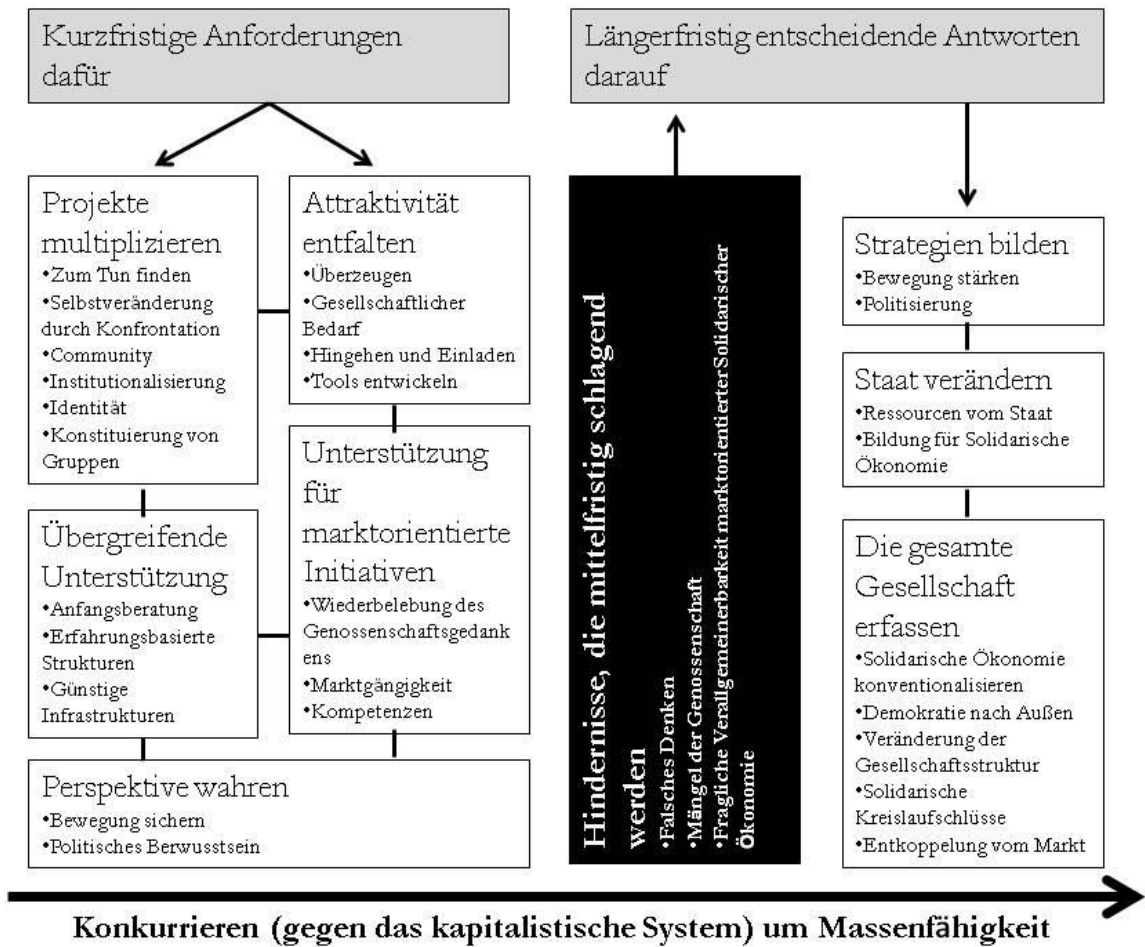 Kurzfristige Anforderungen
dafür
Längerfristig entscheidende Antworten
darauf
Projekte
multiplizieren
•Zum Tun finden
•Selbstveränderung
durch Konfrontation
•Community
•Institutionalisierung
•Identität
•Konstituierung von
Gruppen
Attraktivität
entfalten
•Überzeugen
•Gesellschaftlicher
Bedarf
•Hingehen und Einladen
•Tools entwickeln
Übergreifende
Unterstützung
•Anfangsberatung
•Erfahrungsbasierte
Strukturen
•Günstige
Infrastrukturen
Unterstützung
für
marktorientierte
Initiativen
•Wiederbelebung des
Genossenschaftsgedank
ens
•Marktgängigkeit
•Kompetenzen
Perspektive wahren
•Bewegung sichern
•Politisches Berwusstsein
Hindernisse, die mittelfristig schlagend
werden
•Falsches Denken
•Mängel der Genossenschaft
•Fragliche Verallgemeinerbarkeit marktorientierter Solidarischer
Ökonomie
Strategien bilden
•Bewegung stärken
•Politisierung
Staat verändern
•Ressourcen vom Staat
•Bildung für Solidarische
Ökonomie
Die gesamte
Gesellschaft
erfassen
•Solidarische Ökonomie
konventionalisieren
•Demokratie nach Außen
•Veränderung der
Gesellschaftsstruktur
•Solidarische
Kreislaufschlüsse
•Entkoppelung vom Markt
Konkurrieren (gegen das kapitalistische System) um Massenfähigkeit